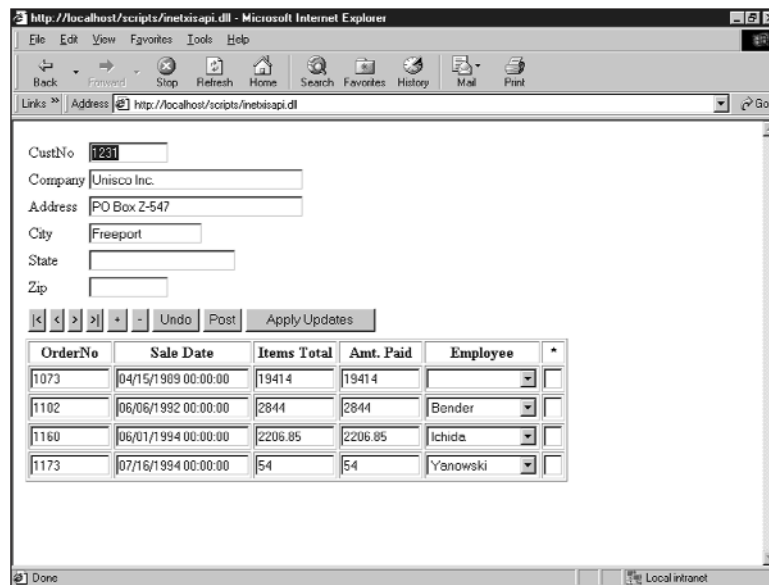 http://localhost/scripts/inetxisapi.dll - Microsoft Internet Explorer
File Edit View Favorites Tools Help
Back Forward Stop Refresh Home Search Favorites History Mail Print
Links » Address http://localhost/scripts/inetxisapi.dll Go
CustNo 1231
Company Unisco Inc.
Address PO Box Z-547
City Freeport
State
Zip
|< < > >| + - Undo Post Apply Updates
OrderNo Sale Date Items Total Amt. Paid Employee *
1073 04/15/1989 00:00:00 19414 19414
1102 06/06/1992 00:00:00 2844 2844 Bender
1160 06/01/1994 00:00:00 2206.85 2206.85 Ichida
1173 07/16/1994 00:00:00 54 54 Yanowski
Done Local intranet